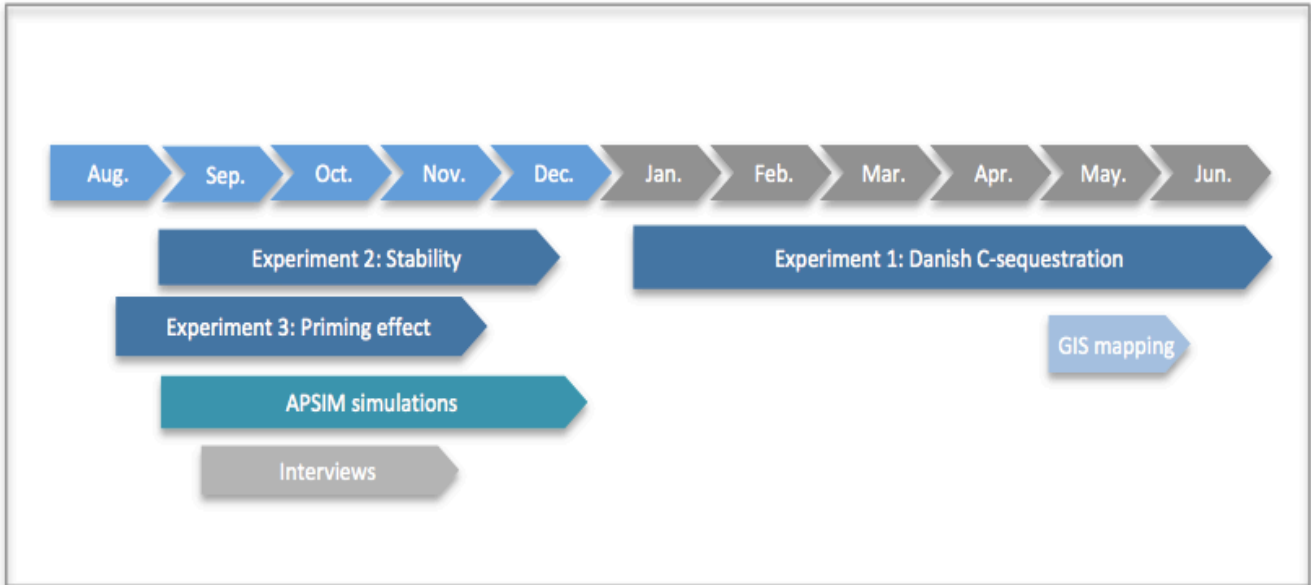 Aug. Sep. Oct. Nov. Dec. Jan. Feb. Mar. Apr. May. Jun.
Experiment 2: Stability
Experiment 1: Danish C-sequestration
Experiment 3: Priming effect
GIS mapping
APSIM simulations
Interviews